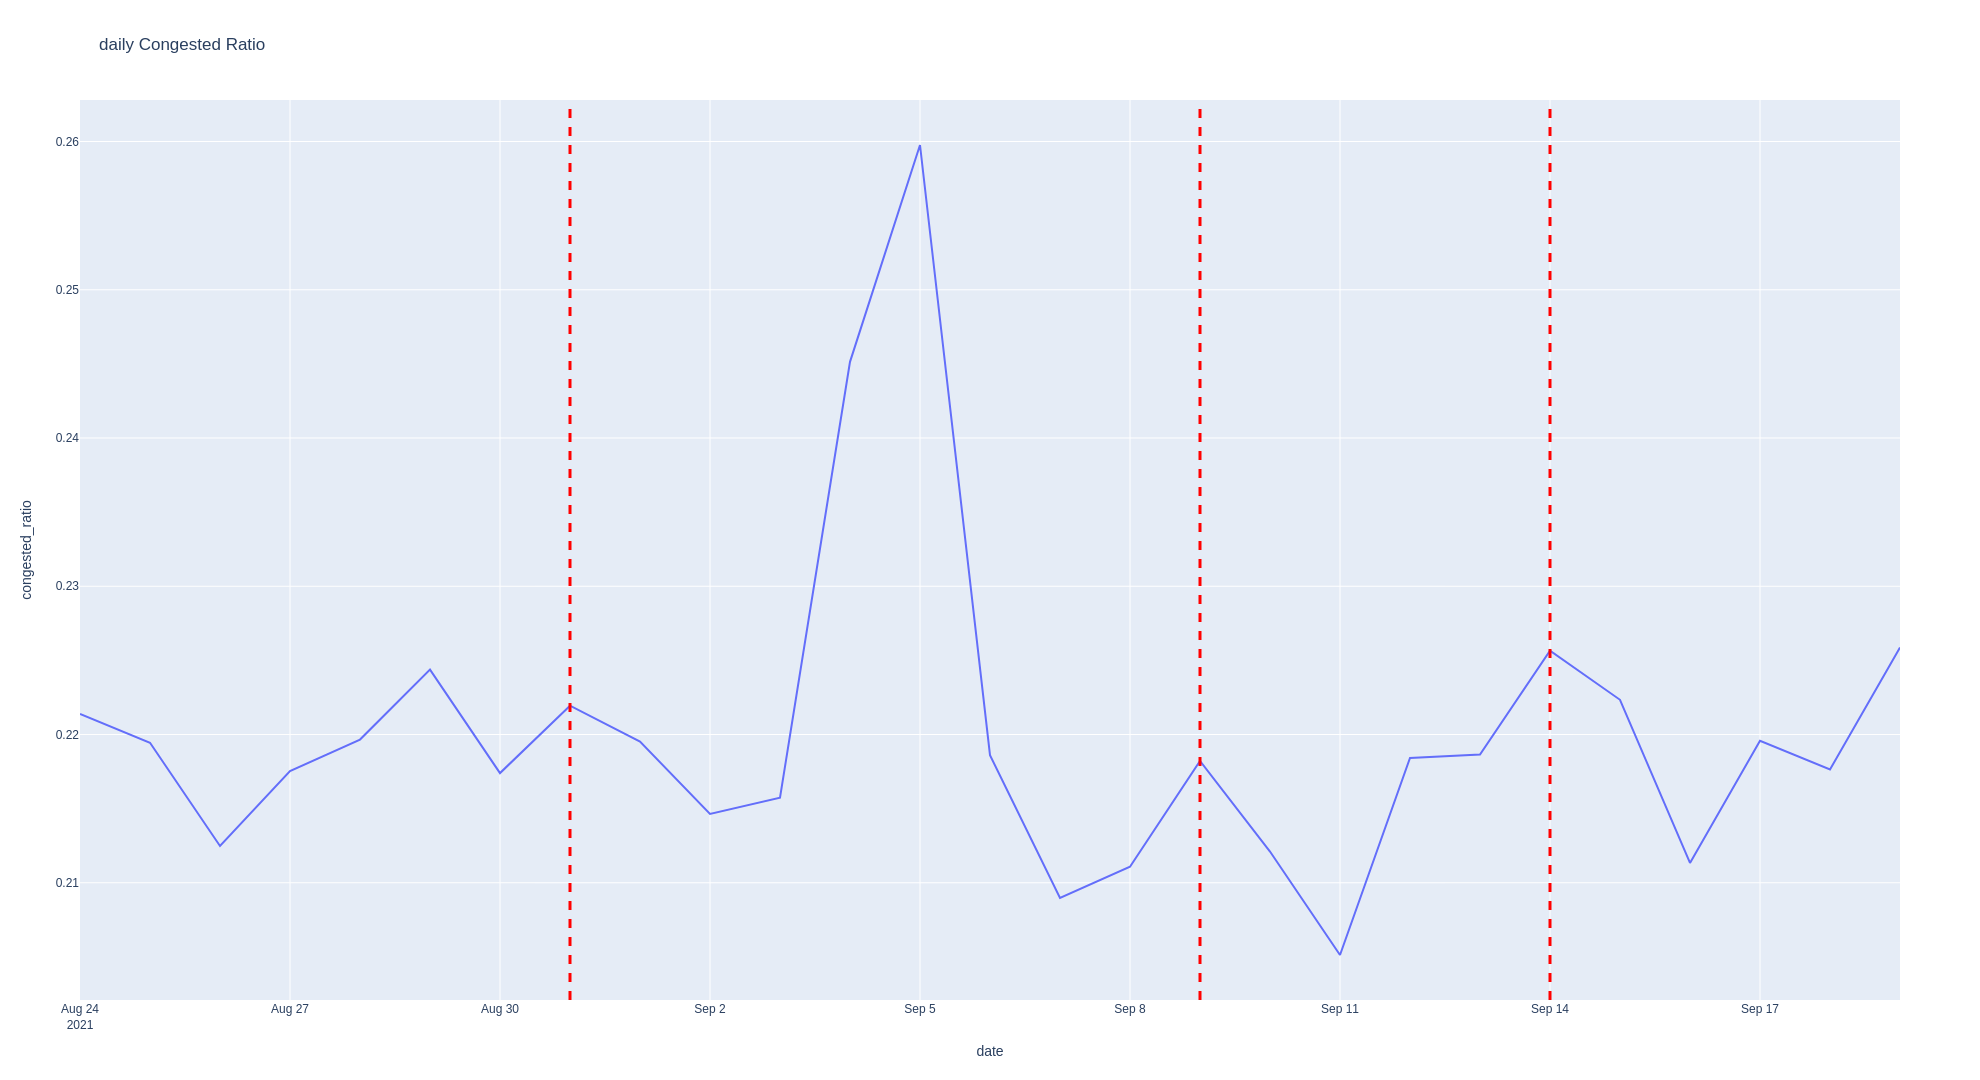 daily Congested Ratio
0.26
0.25
0.24
0.23
0.22
0.21
congested_ratio
Aug 24
2021
Aug 27
Aug 30
Sep 2
Sep 5
Sep 8
Sep 11
Sep 14
Sep 17
date